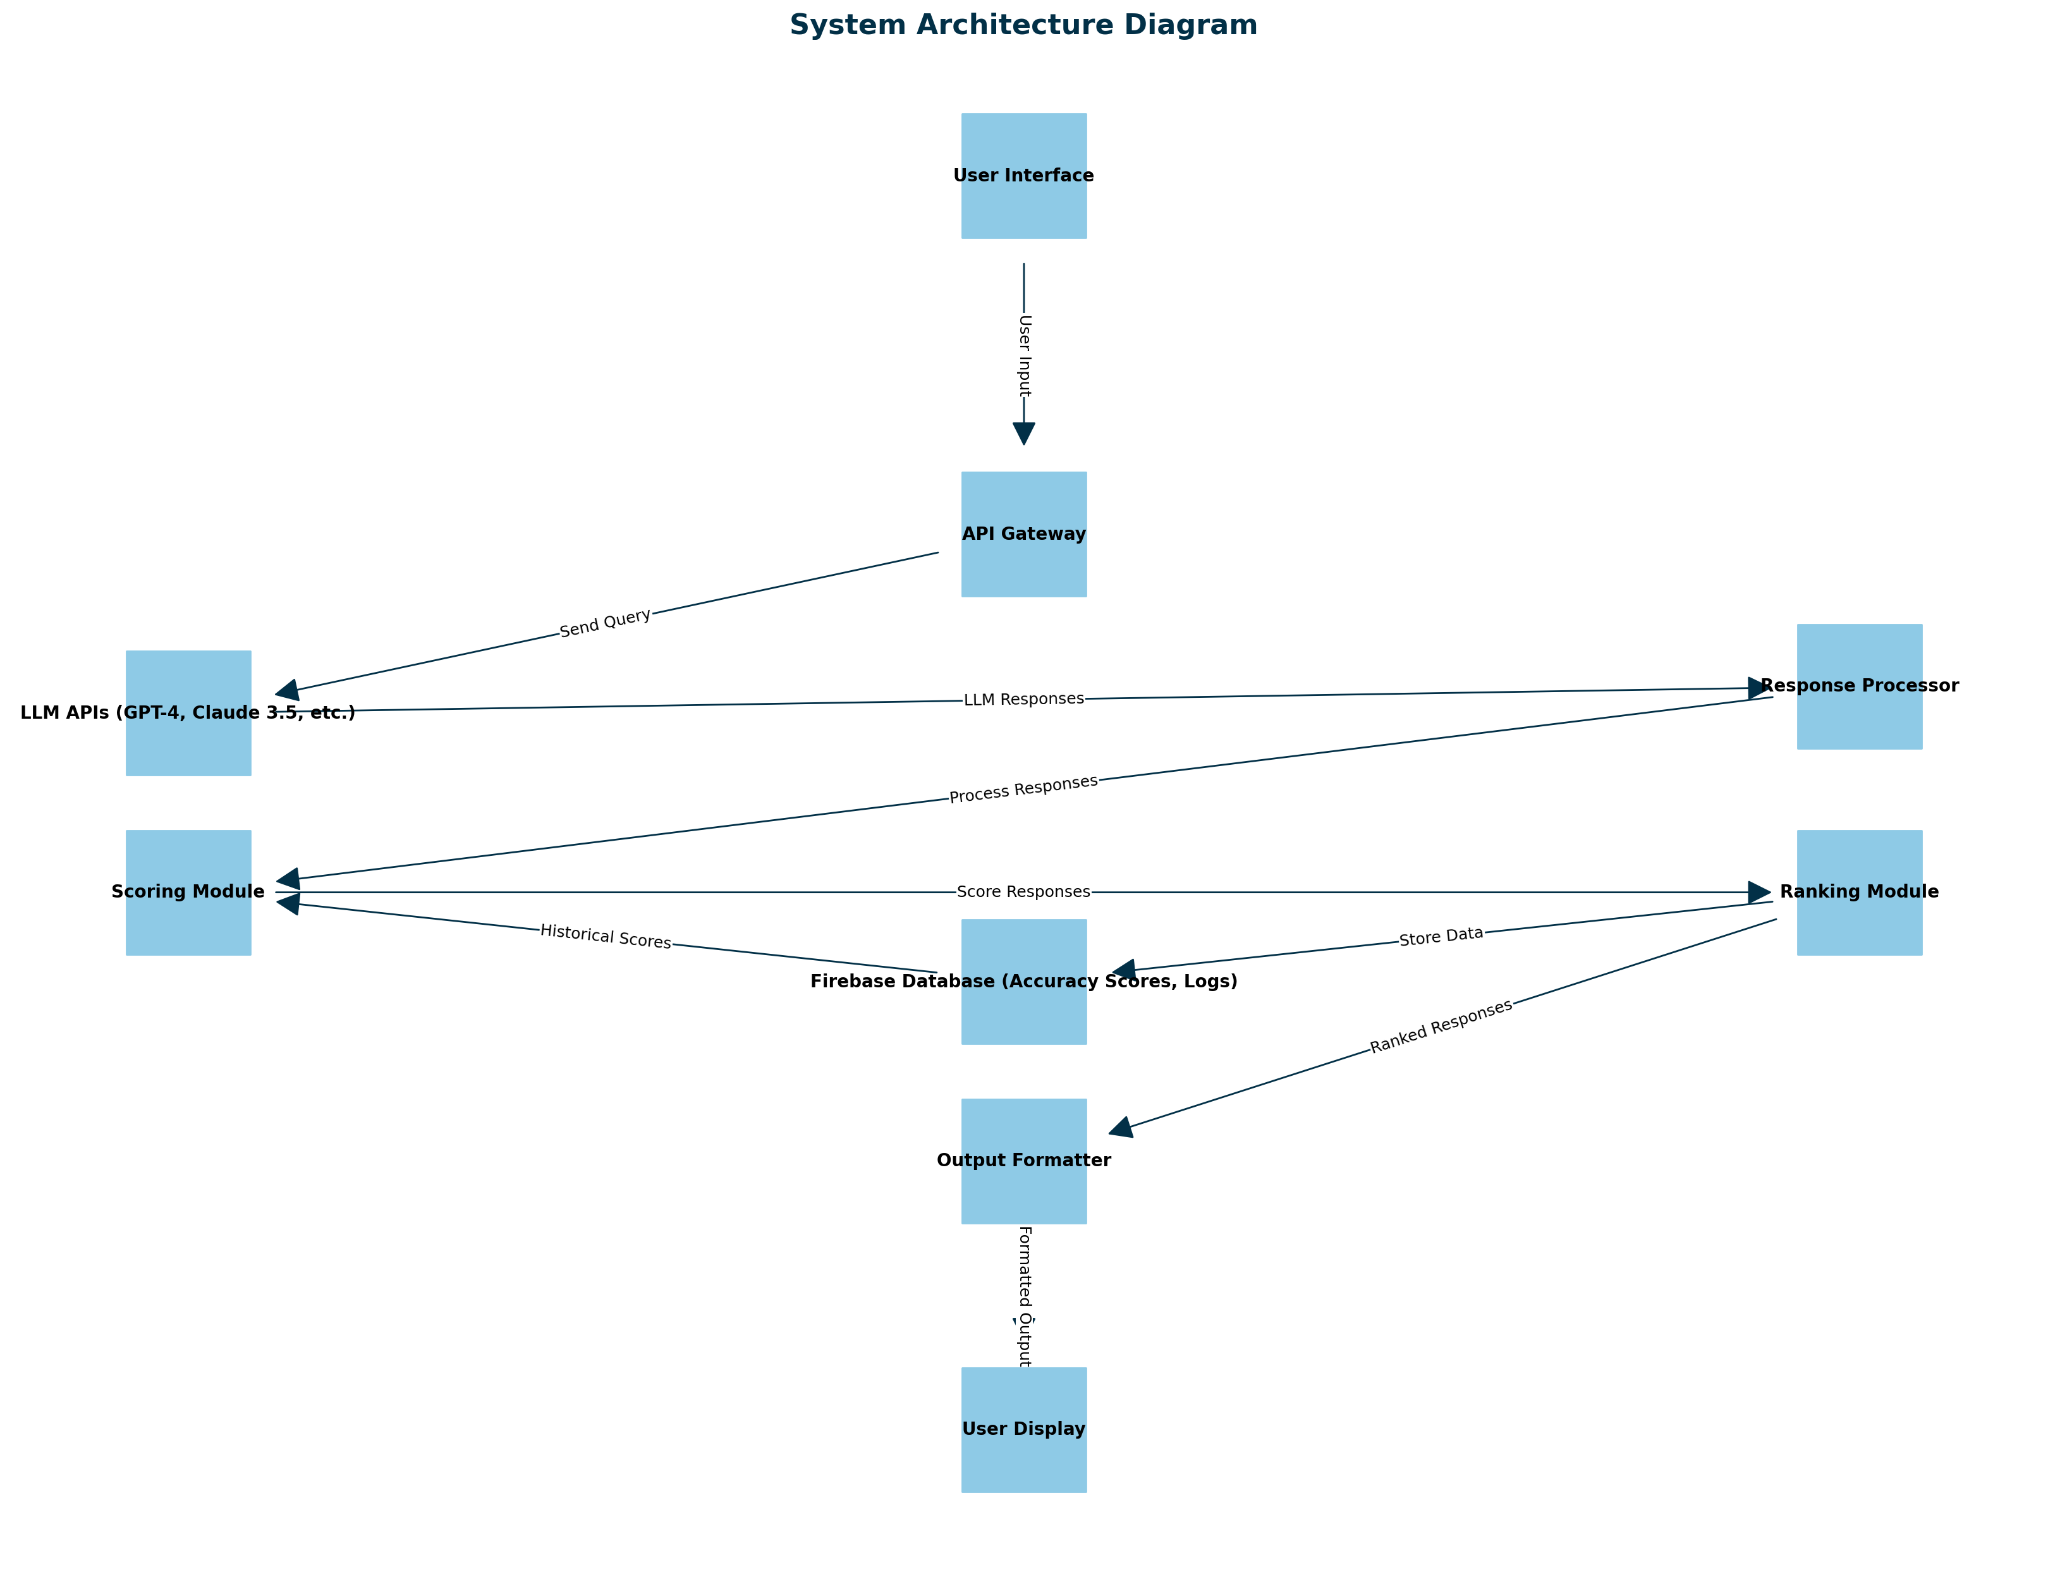 System Architecture Diagram
User Interface
User Input
API Gateway
Send Query
LLM APIs (GPT-4, Claude 3.5, etc.)
LLM Responses
Response Processor
Process Responses
Scoring Module
Score Responses
Ranking Module
Historical Scores
Store Data
Firebase Database (Accuracy Scores, Logs)
Ranked Responses
Output Formatter
Formatted Output
User Display